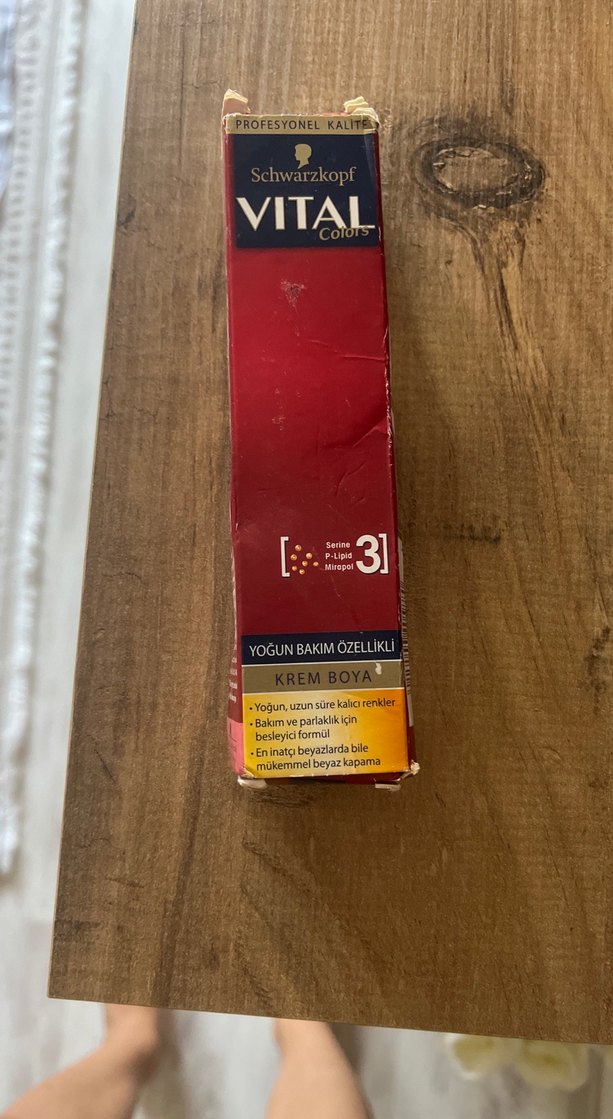 PROFESYONEL KALİTE
Schwarzkopf
VITAL
Colors
Serine
P-Lipid
Mirapol
3
YOĞUN BAKIM ÖZELLİKLİ
KREM BOYA
• Yoğun, uzun süre kalıcı renkler
• Bakım ve parlaklık için
besleyici formül
• En inatçı beyazlarda bile
mükemmel beyaz kapama